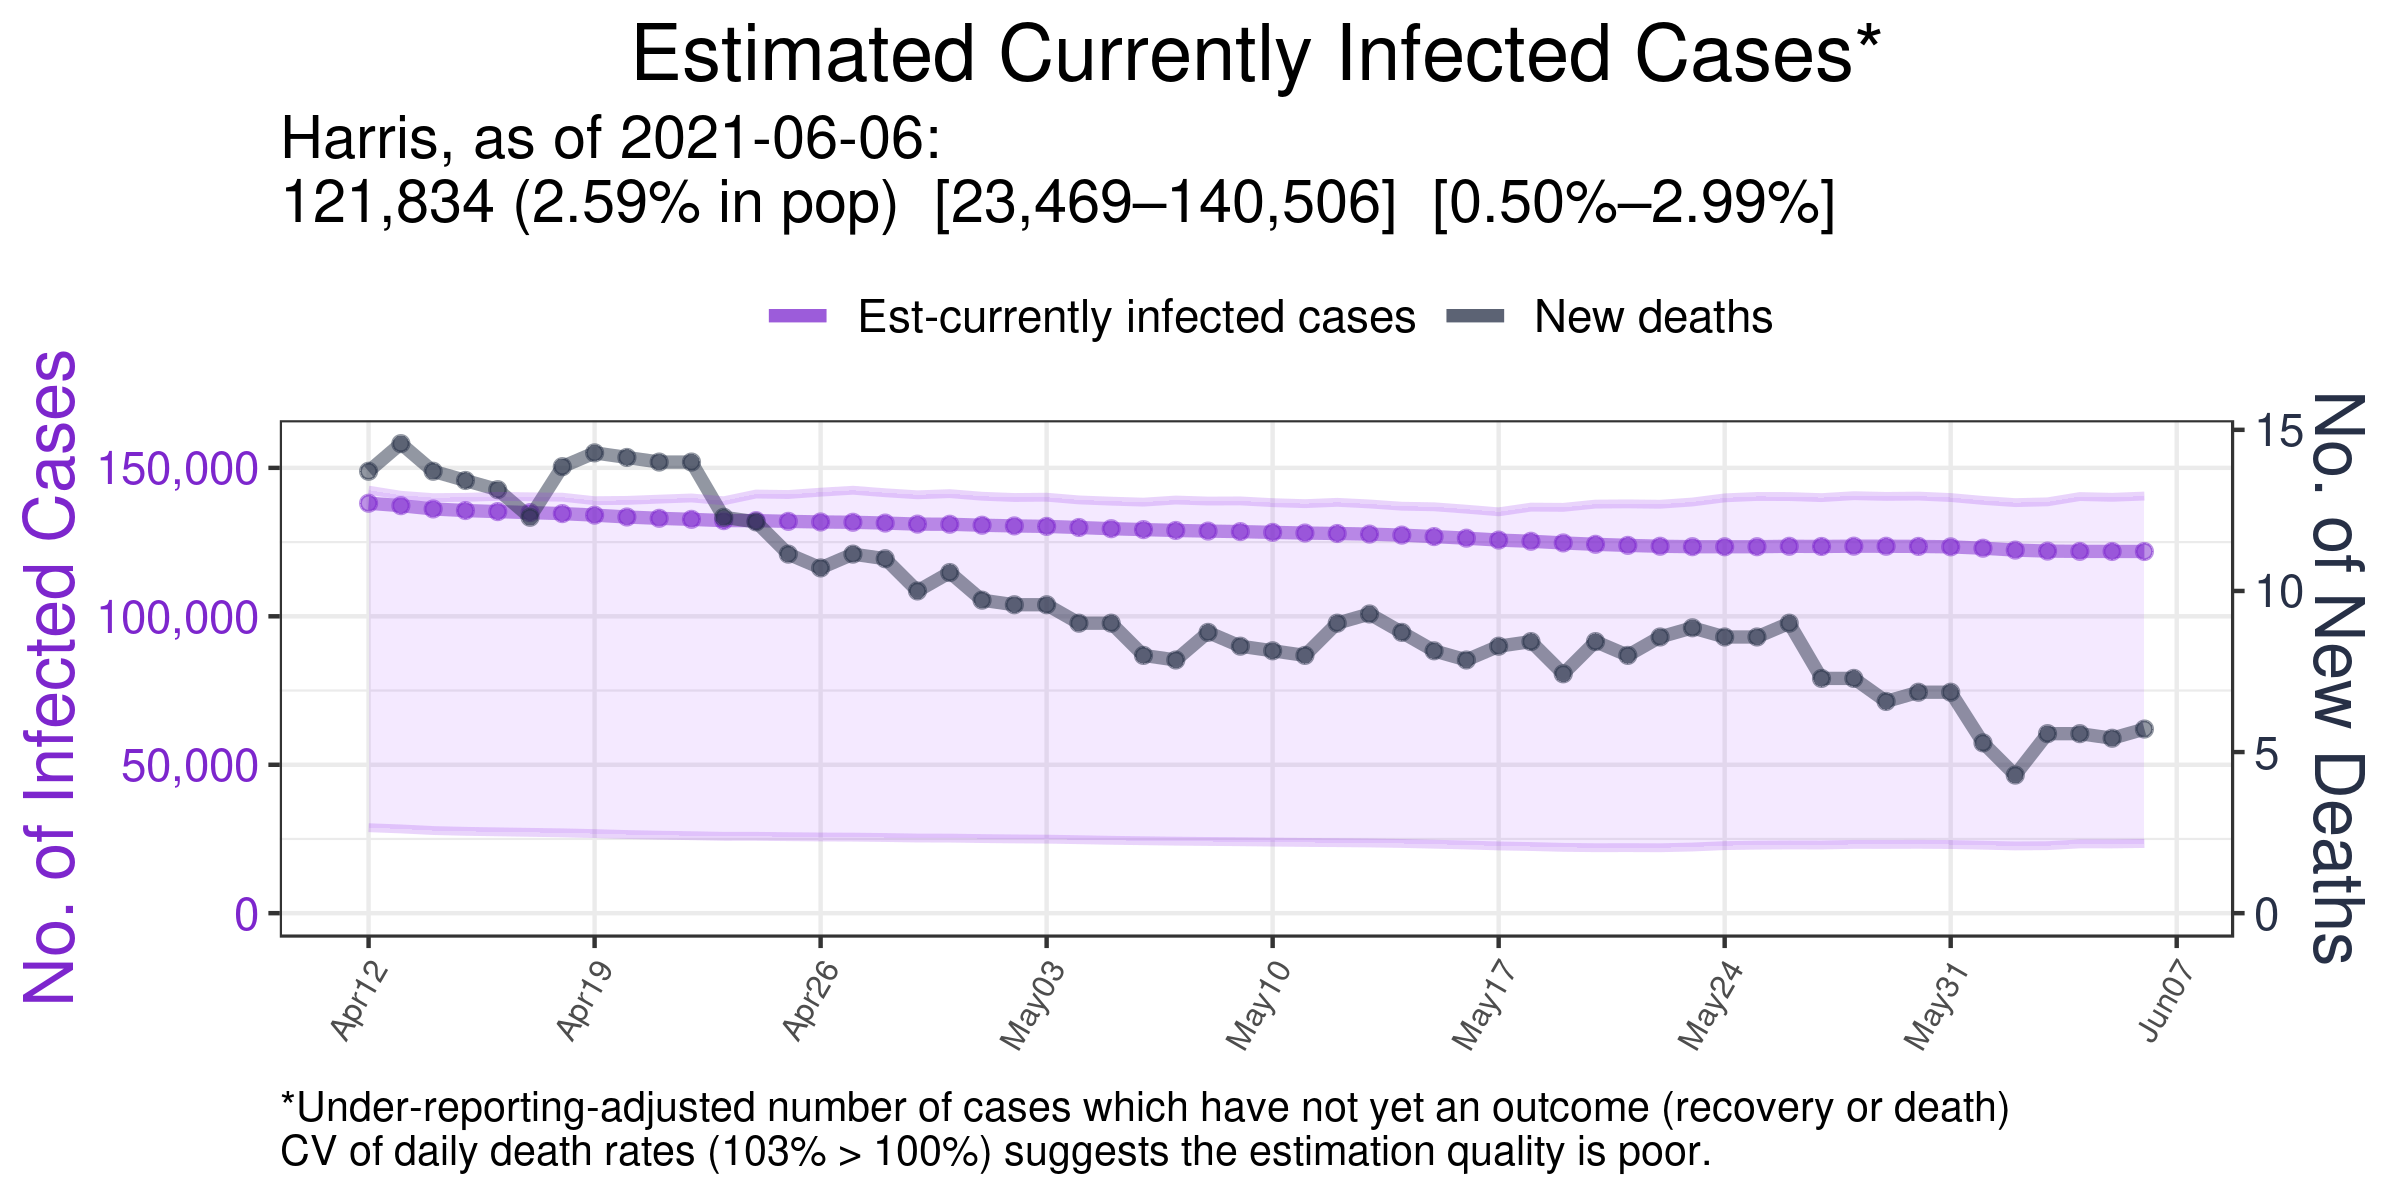 Estimated Currently Infected Cases*
Harris, as of 2021-06-06:
121,834 (2.59% in pop)  [23,469–140,506]  [0.50%–2.99%]
Est-currently infected cases
New deaths
No. of Infected Cases
150,000
100,000
50,000
0
15
10
5
0
No. of New Deaths
Apr12
Apr19
Apr26
May03
May10
May17
May24
May31
Jun07
*Under-reporting-adjusted number of cases which have not yet an outcome (recovery or death)
CV of daily death rates (103% > 100%) suggests the estimation quality is poor.